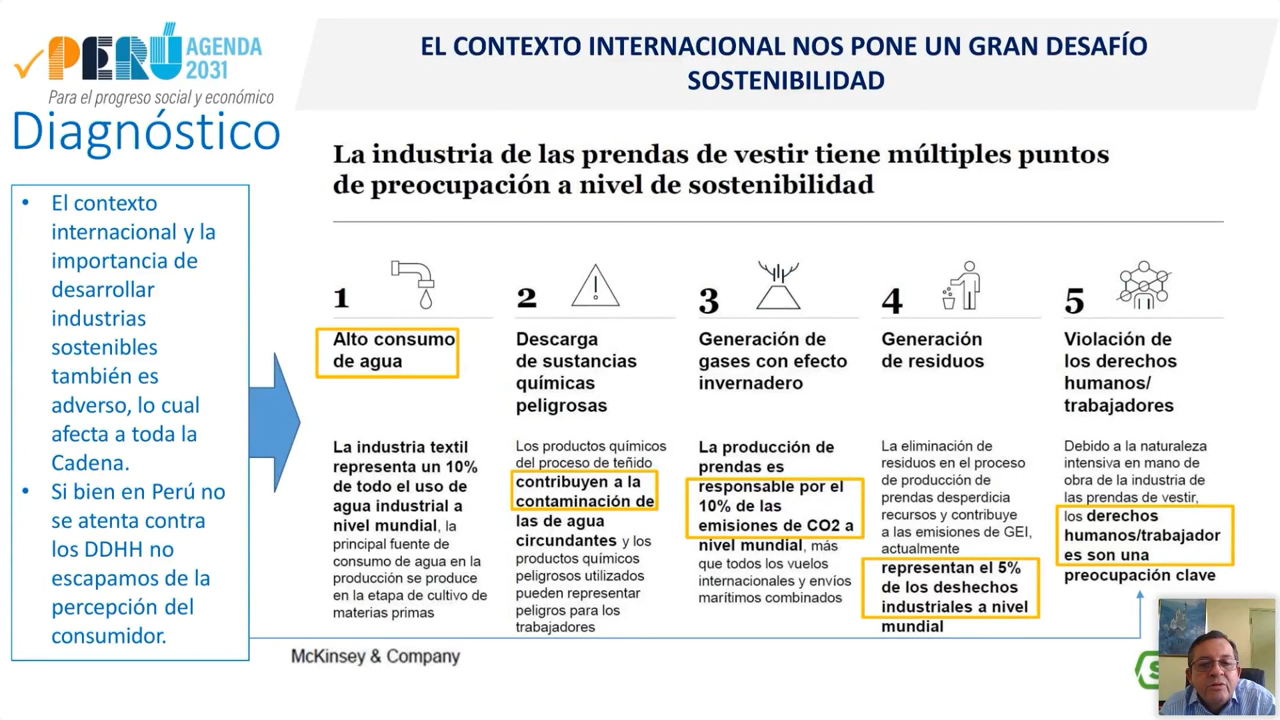 PERÚ AGENDA
2031
Para el progreso social y económico
Diagnóstico
EL CONTEXTO INTERNACIONAL NOS PONE UN GRAN DESAFÍO
SOSTENIBILIDAD
• El contexto
internacional y la
importancia de
desarrollar
industrias
sostenibles
también es
adverso, lo cual
afecta a toda la
Cadena.
• Si bien en Perú no
se atenta contra
los DDHH no
escapamos de la
percepción del
consumidor.
La industria de las prendas de vestir tiene múltiples puntos
de preocupación a nivel de sostenibilidad
1
Alto consumo
de agua
La industria textil
representa un 10%
de todo el uso de
agua industrial a
nivel mundial, la
principal fuente de
consumo de agua en la
producción se produce
en la etapa de cultivo de
materias primas
2
Descarga
de sustancias
químicas
peligrosas
Los productos químicos
del proceso de teñido
contribuyen a la
contaminación de
las de agua
circundantes y los
productos químicos
peligrosos utilizados
pueden representar
peligros para los
trabajadores
3
Generación de
gases con efecto
invernadero
La producción de
prendas es
responsable por el
10% de las
emisiones de CO2 a
nivel mundial, más
que todos los vuelos
internacionales y envíos
marítimos combinados
4
Generación
de residuos
La eliminación de
residuos en el proceso
de producción de
prendas desperdicia
recursos y contribuye
a las emisiones de GEI,
actualmente
representan el 5%
de los deshechos
industriales a nivel
mundial
5
Violación de
los derechos
humanos/
trabajadores
Debido a la naturaleza
intensiva en mano de
obra de la industria de
las prendas de vestir,
los derechos
humanos/trabajador
es son una
preocupación clave
McKinsey & Company